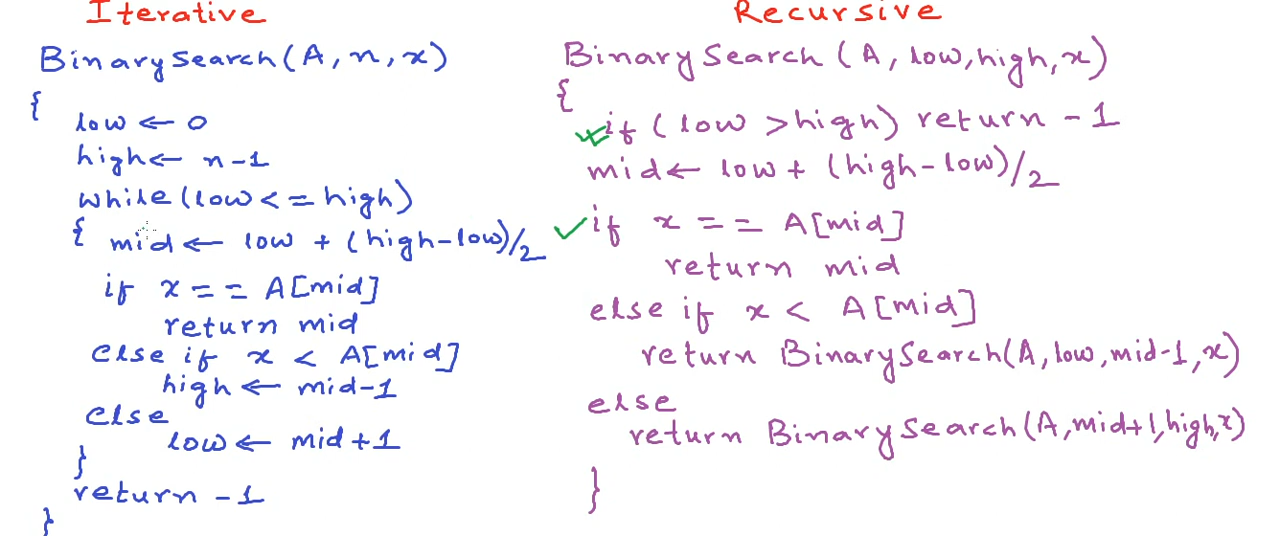 Iterative
BinarySearch(A, n, x)
{
low ← 0
high ← n-1
while(low <= high)
{ mid ← low + (high-low)/2
if x == A[mid]
return mid
else if x < A[mid]
high ← mid-1
else
low ← mid+1
}
return -1
}
Recursive
BinarySearch(A, low, high, x)
{
if (low > high) return -1
mid ← low + (high-low)/2
if x == A[mid]
return mid
else if x < A[mid]
return BinarySearch(A, low, mid-1, x)
else
return BinarySearch(A, mid+1, high, x)
}